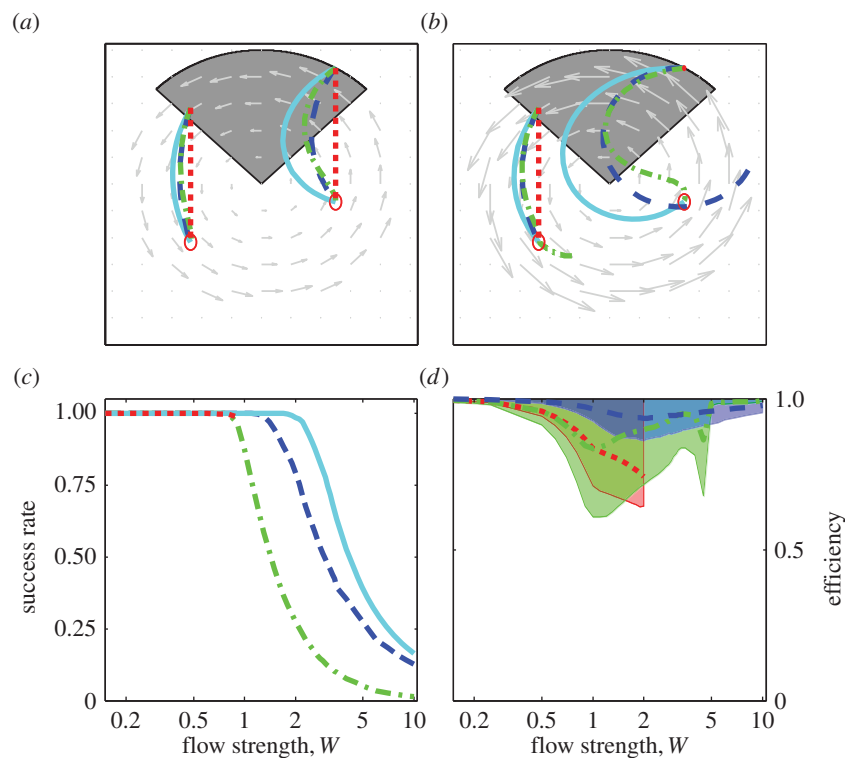 (a)
(b)
(c)
(d)
1.00
0.75
0.50
0.25
0
success rate
0.2 0.5 1 2 5 10
flow strength, W
1.0
0.5
0
efficiency
0.2 0.5 1 2 5 10
flow strength, W